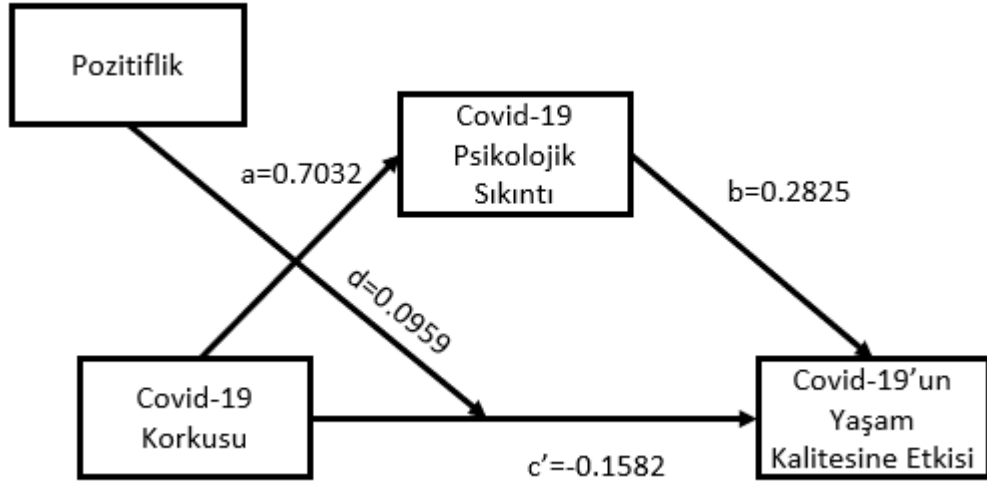 Pozitiflik
Covid-19
Psikolojik
Sıkıntı
a=0.7032
b=0.2825
d=0.0959
Covid-19
Korkusu
Covid-19’un
Yaşam
Kalitesine Etkisi
c’=-0.1582